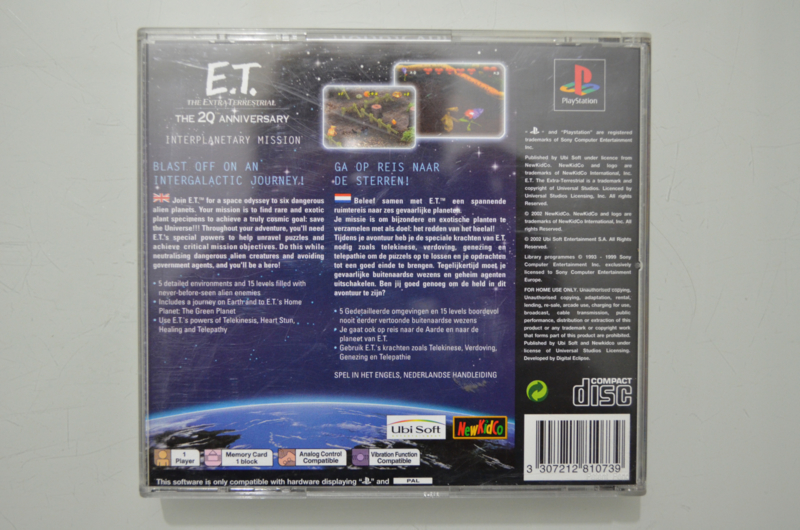 E.T.
THE EXTRA-TERRESTRIAL
THE 20 ANNIVERSARY
INTERPLANETARY MISSION
BLAST OFF ON AN
INTERGALACTIC JOURNEY!
Join E.T.™ for a space odyssey to six dangerous
alien planets. Your mission is to find rare and exotic
plant specimens to achieve a truly cosmic goal: save
the Universe!!! Throughout your adventure, you'll need
E.T.'s special powers to help unravel puzzles and
achieve critical mission objectives. Do this while
neutralising dangerous alien creatures and avoiding
government agents, and you'll be a hero!
• 5 detailed environments and 15 levels filled with
never-before-seen alien enemies
• Includes a journey on Earth and to E.T.'s Home
Planet: The Green Planet
• Use E.T.'s powers of Telekinesis, Heart Stun,
Healing and Telepathy
GA OP REIS NAAR
DE STERREN!
Beleef samen met E.T.™ een spannende
ruimtereis naar zes gevaarlijke planeten.
Je missie is om bijzondere en exotische planten te
verzamelen met als doel: het redden van het heelal!
Tijdens je avontuur heb je de speciale krachten van E.T.
nodig zoals telekinese, verdoving, genezing en
telepathie om de puzzels op te lossen en je opdrachten
tot een goed einde te brengen. Tegelijkertijd moet je
gevaarlijke buitenaardse wezens en geheim agenten
uitschakelen. Ben jij goed genoeg om de held in dit
avontuur te zijn?
• 5 Gedetailleerde omgevingen en 15 levels boordevol
nooit eerder vertoonde buitenaardse wezens
• Je gaat ook op reis naar de Aarde en naar de
planeet van E.T.
• Gebruik E.T.'s krachten zoals Telekinese, Verdoving,
Genezing en Telepathie
SPEL IN HET ENGELS, NEDERLANDSE HANDLEIDING
PlayStation
" " and "Playstation" are registered
trademarks of Sony Computer Entertainment
Inc.
Published by Ubi Soft under license from
NewKidCo. NewKidCo and logo are
trademarks of NewKidCo International, Inc.
E.T. The Extra-Terrestrial is a trademark and
copyright of Universal Studios. Licenced by
Universal Studios Licensing, Inc. All Rights
Reserved.
© 2002 NewKidCo. NewKidCo and logo are
trademarks of NewKidCo International. All
Rights Reserved.
© 2002 Ubi Soft Entertainment S.A. All Rights
Reserved.
Library programmes © 1993 - 1999 Sony
Computer Entertainment Inc. exclusively
licensed to Sony Computer Entertainment
Europe.
FOR HOME USE ONLY. Unauthorised copying,
Unauthorised copying, adaptation, rental,
lending, re-sale, arcade use, charging for use,
broadcast, cable transmission, public
performance, distribution or extraction of this
product or any trademark or copyright work
that forms part of this product are prohibited.
Published by Ubi Soft and Newkidco under
license of Universal Studios Licensing.
Developed by Digital Eclipse.
COMPACT
disc
Ubi Soft
NewKidCo
3 307212 810739
1
Player
Memory Card
1 block
Analog Control
Compatible
Vibration Function
Compatible
This software is only compatible with hardware displaying " " and PAL